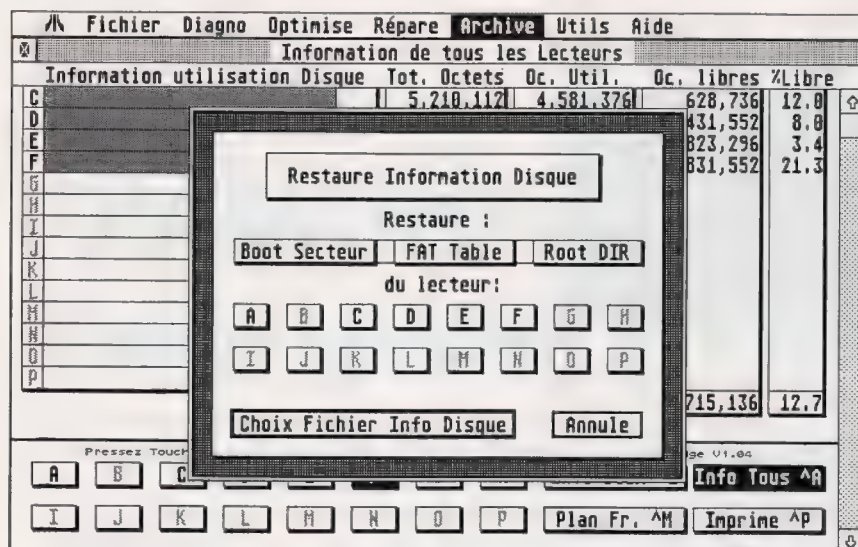 Fichier Diagno Optimise Répare Archive Utils Aide
Information de tous les Lecteurs
Information utilisation Disque Tot. Octets Oc. Util. Oc. libres %Libre
C 5,210,112 4,581,376 628,736 12.0
D 431,552 8.0
E 823,296 3.4
F 831,552 21.3
G
H
I
J
K
L
M
N
O
P
715,136 12.7
Restaure Information Disque
Restaure :
Boot Secteur FAT Table Root DIR
du lecteur:
A B C D E F G H
I J K L M N O P
Choix Fichier Info Disque Annule
Pressez Touch
ge V1.04
A B C Info Tous ^A
I J K L M N O P Plan Fr. ^M Imprime ^P